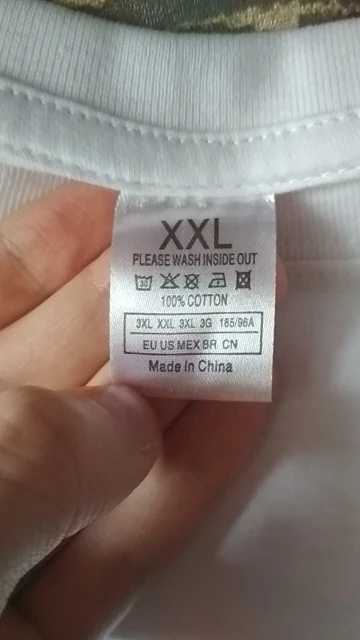 XXL
PLEASE WASH INSIDE OUT
30
100% COTTON
3XL XXL 3XL 3G 185/96A
EU US MEX BR CN
Made in China